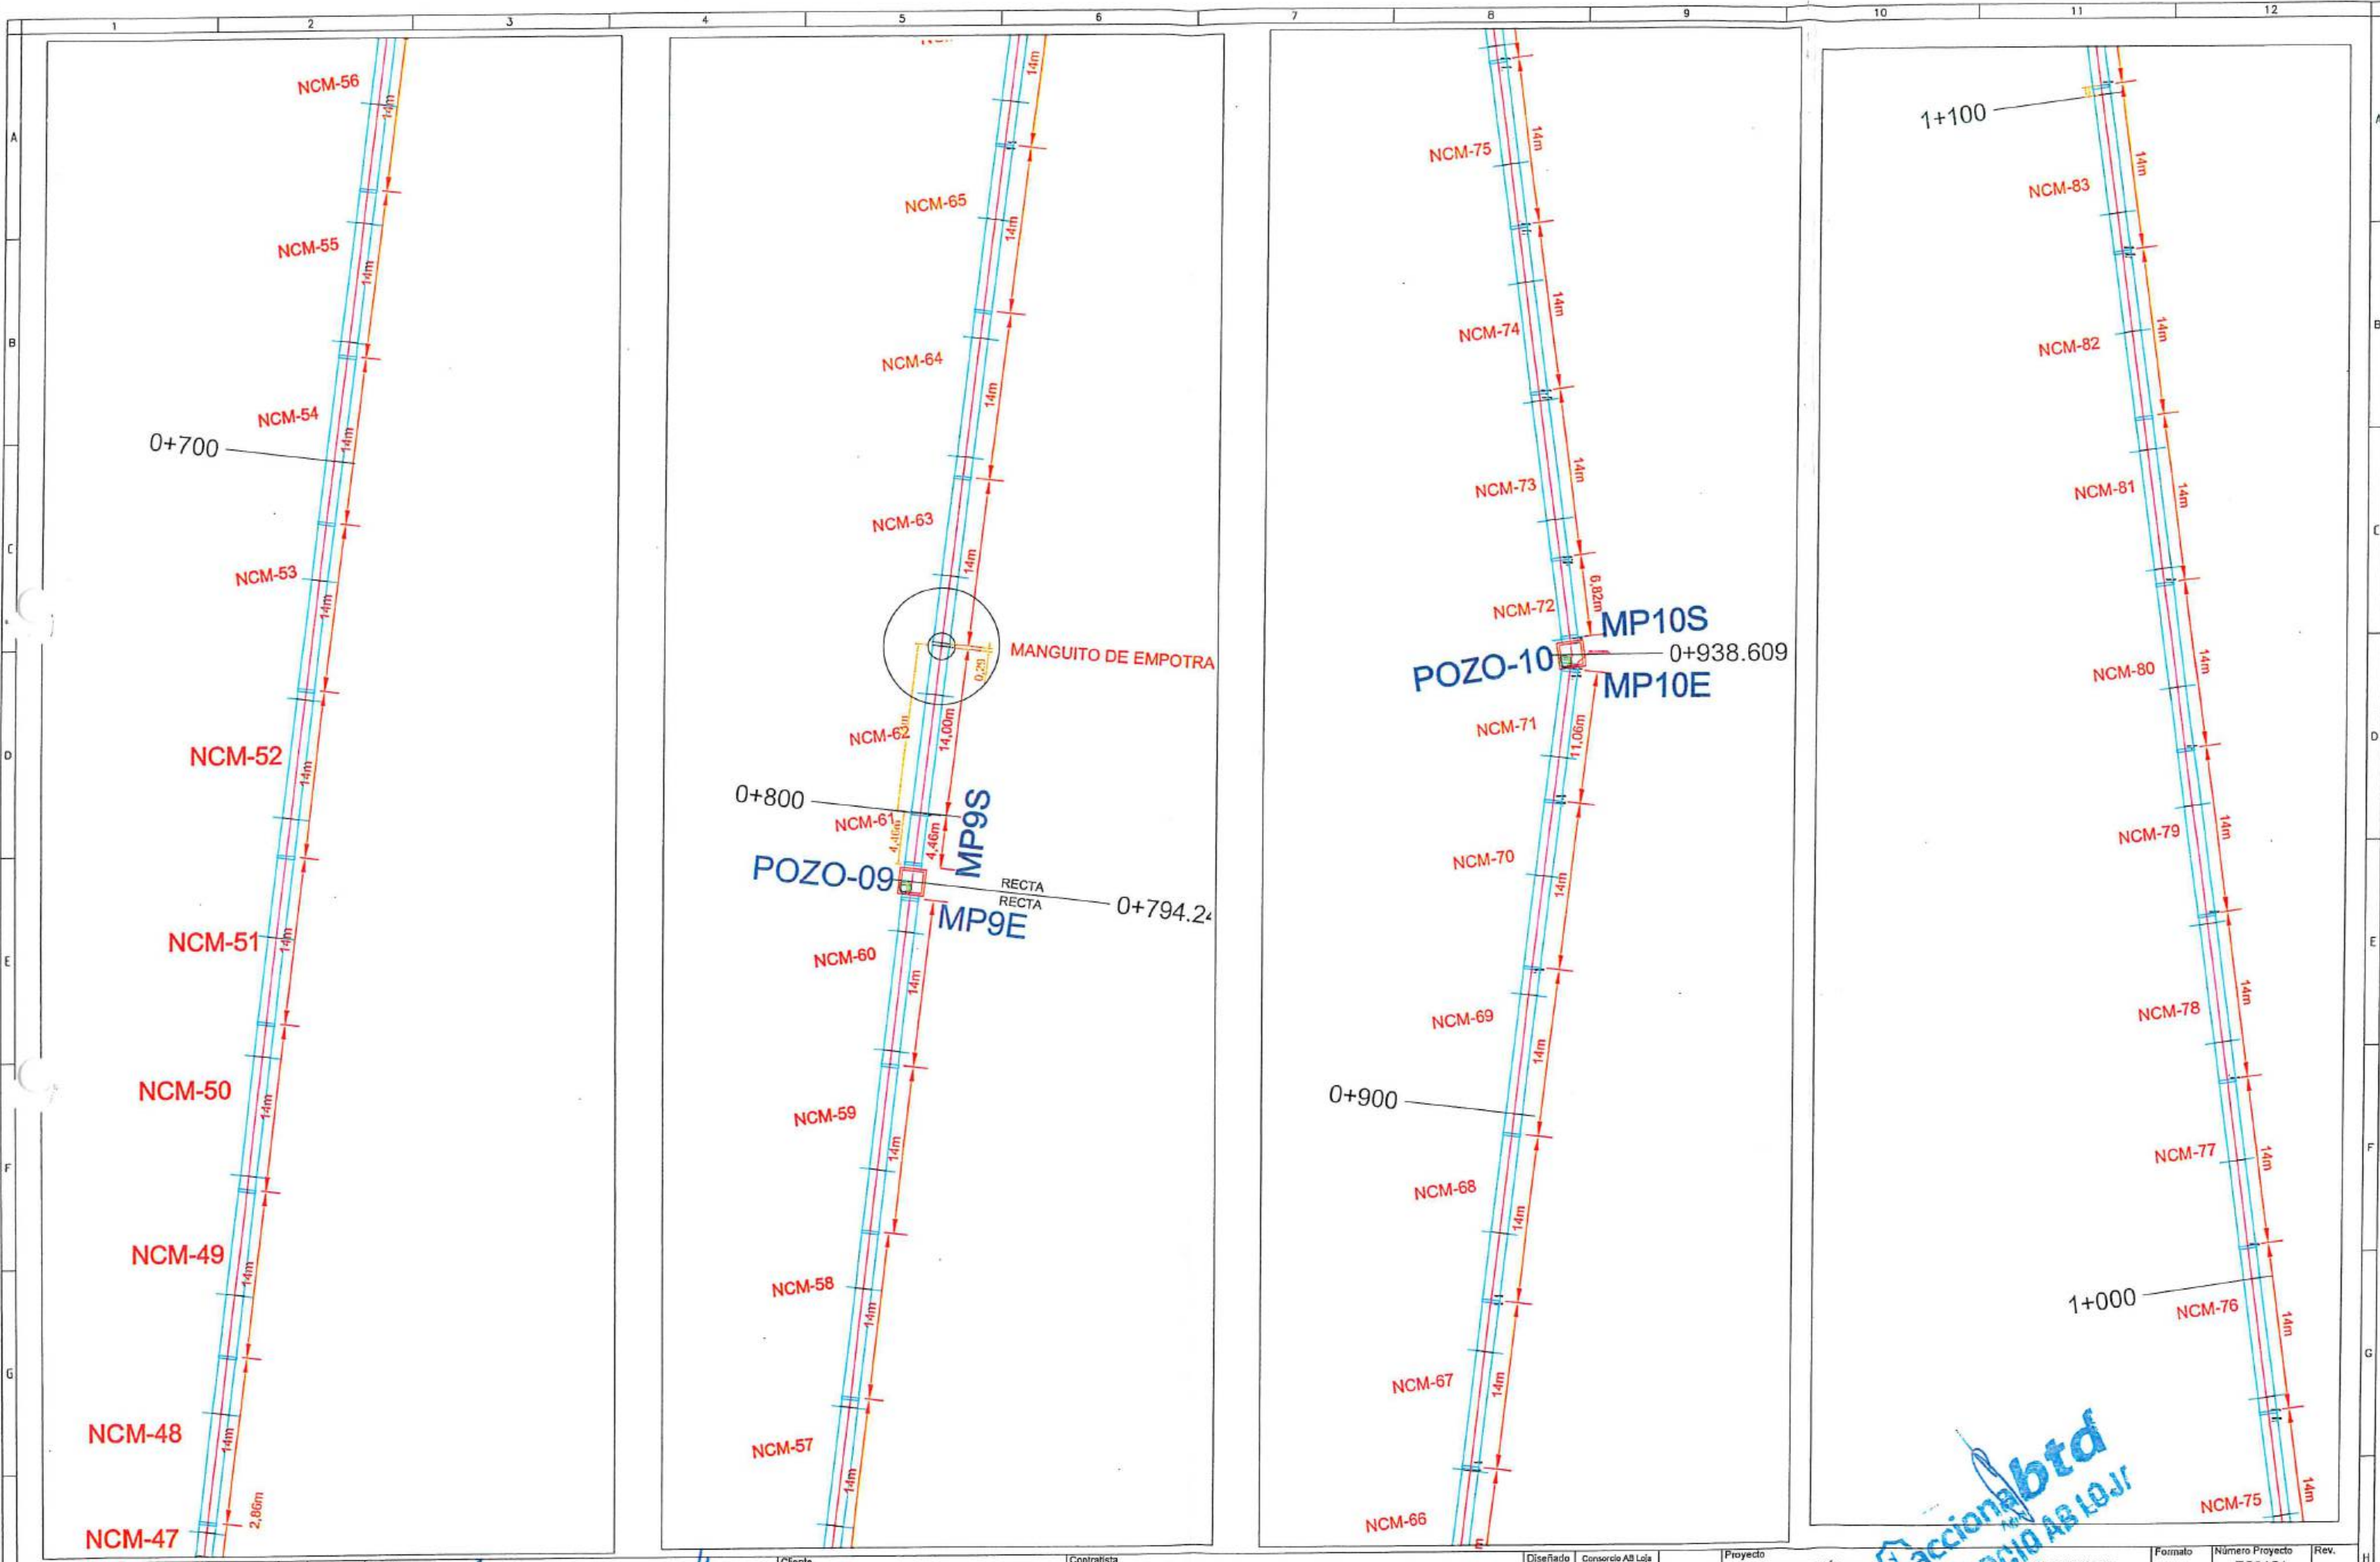 1 2 3 4 5 6 7 8 9 10 11 12
A
B
C
D
E
F
G
NCM-56
14m
NCM-55
14m
NCM-54
0+700
14m
NCM-53
14m
NCM-52
14m
NCM-51
14m
NCM-50
14m
NCM-49
14m
NCM-48
14m
2,86m
NCM-47
14m
NCM-65
14m
NCM-64
14m
NCM-63
14m
MANGUITO DE EMPOTRA
0,29
NCM-62
14,00m
0+800
NCM-61
4,46m
4,46m
MP9S
POZO-09
RECTA
RECTA
0+794.24
MP9E
NCM-60
14m
NCM-59
14m
NCM-58
14m
NCM-57
14m
NCM-75
14m
NCM-74
14m
NCM-73
14m
NCM-72
6,82m
MP10S
POZO-10
0+938.609
MP10E
NCM-71
11,06m
NCM-70
14m
NCM-69
14m
0+900
NCM-68
14m
NCM-67
14m
NCM-66
1+100
14m
NCM-83
14m
NCM-82
14m
NCM-81
14m
NCM-80
14m
NCM-79
14m
NCM-78
14m
NCM-77
1+000
NCM-76
14m
NCM-75
14m
acciona btd
CIO AB LOJ
A
B
C
D
E
F
G
H
Cliente
Contratista
Diseñado Consorcio AB Loja
Proyecto
Formato
Número Proyecto
Rev.